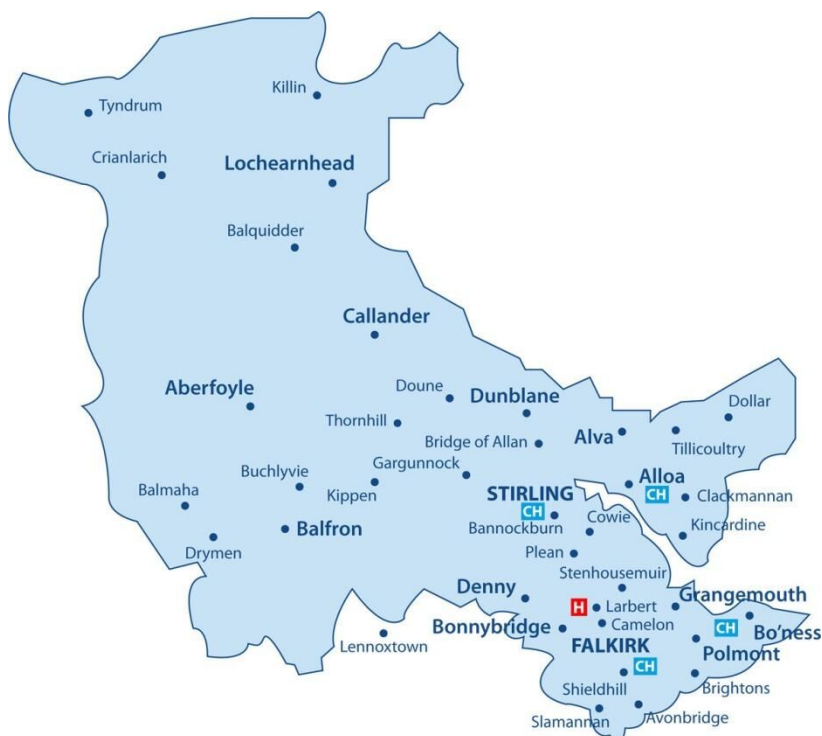 Killin
Tyndrum
Crianlarich
Lochearnhead
Balquidder
Callander
Aberfoyle
Doune
Dunblane
Dollar
Thornhill
Alva
Bridge of Allan
Tillicoultry
Gargunnock
Buchlyvie
Alloa
Balmaha
Kippen
STIRLING
CH
Clackmannan
CH
Bannockburn
Cowie
Kincardine
Balfron
Drymen
Plean
Stenhousemuir
Denny
Grangemouth
H
Larbert
Bonnybridge
Camelon
CH
Bo'ness
Lennoxtown
FALKIRK
Polmont
CH
Shieldhill
Brightons
Slamannan
Avonbridge